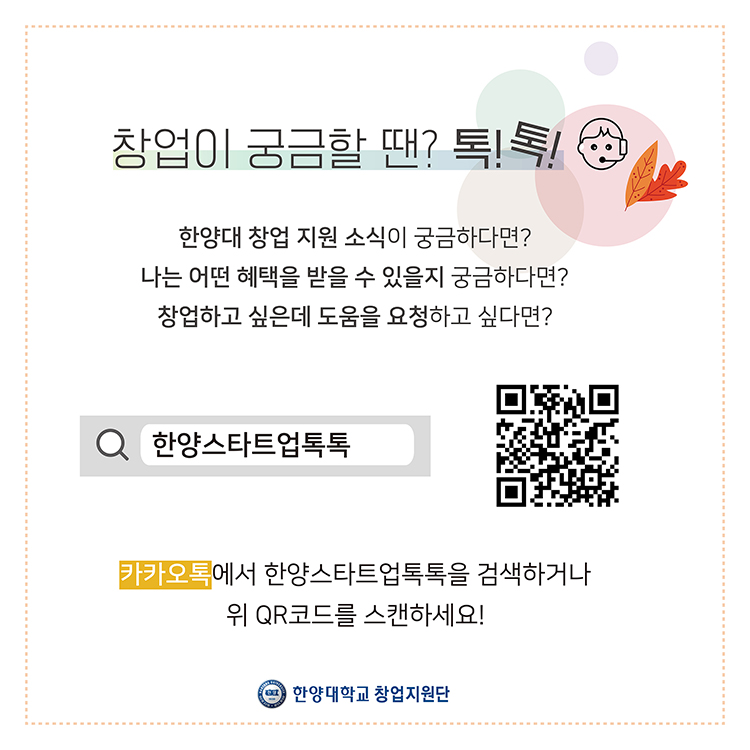 창업이 궁금할 땐? 톡!톡!
한양대 창업 지원 소식이 궁금하다면?
나는 어떤 혜택을 받을 수 있을지 궁금하다면?
창업하고 싶은데 도움을 요청하고 싶다면?
한양스타트업톡톡
카카오톡에서 한양스타트업톡톡을 검색하거나
위 QR코드를 스캔하세요!
한양대학교 창업지원단